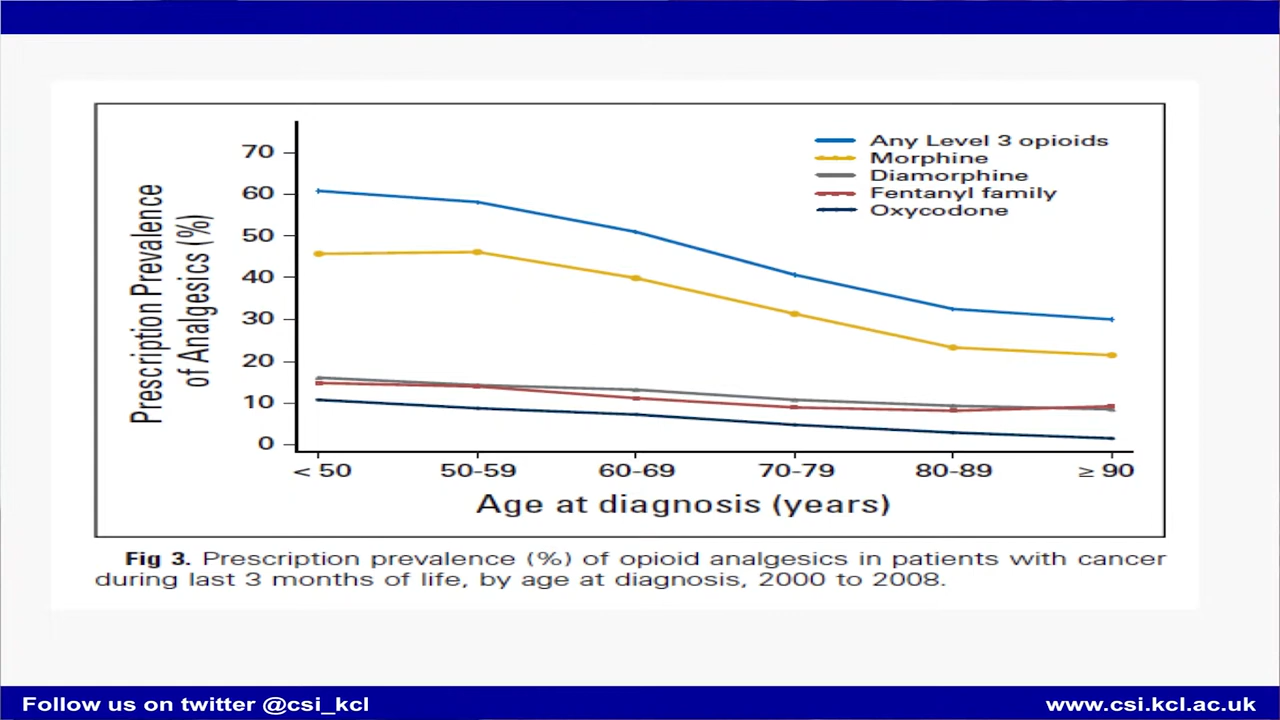 Any Level 3 opioids
Morphine
Diamorphine
Fentanyl family
Oxycodone
Prescription Prevalence
of Analgesics (%)
70
60
50
40
30
20
10
0
< 50 50-59 60-69 70-79 80-89 ≥ 90
Age at diagnosis (years)
Fig 3. Prescription prevalence (%) of opioid analgesics in patients with cancer
during last 3 months of life, by age at diagnosis, 2000 to 2008.
Follow us on twitter @csi_kcl www.csi.kcl.ac.uk